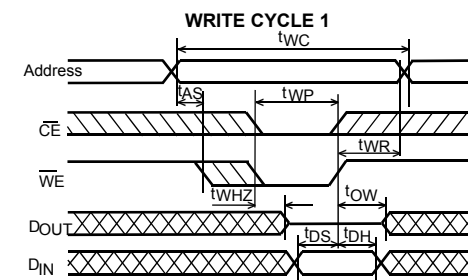 WRITE CYCLE 1
tWC
Address
tAS
tWP
CE
tWR
WE
tWHZ
tOW
DOUT
tDS
tDH
DIN